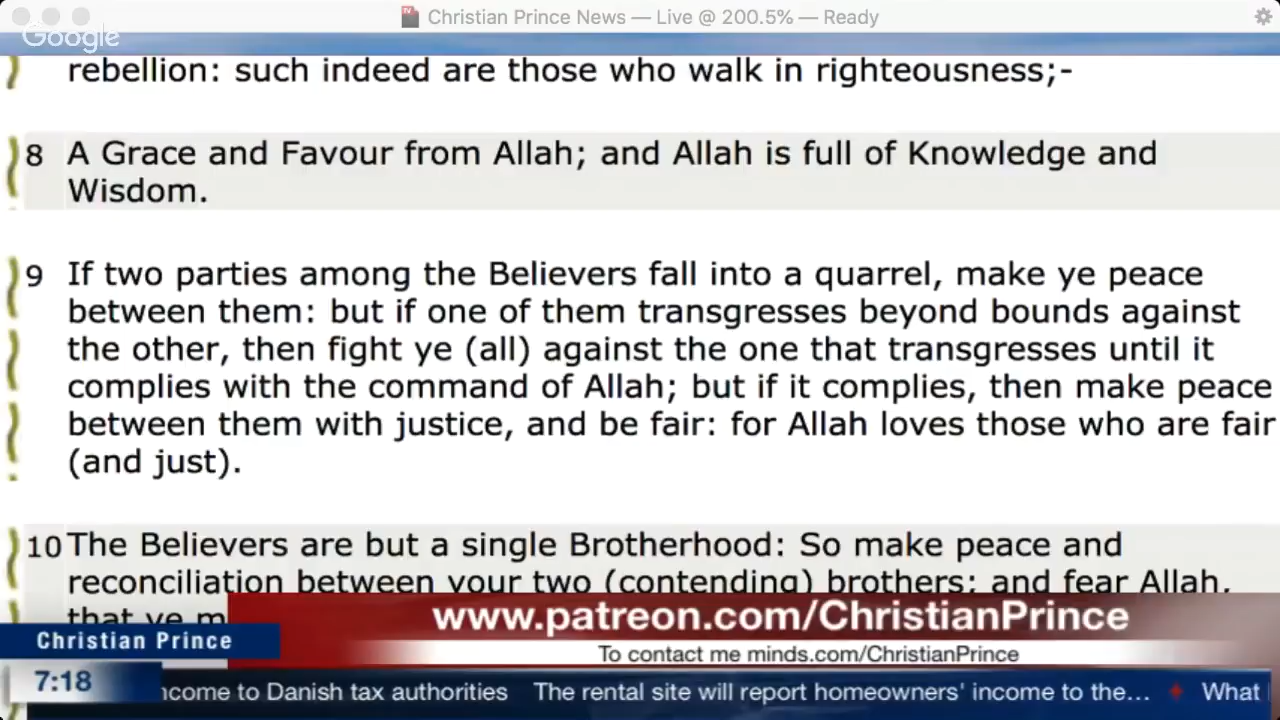 Christian Prince News — Live @ 200.5% — Ready
Google
rebellion: such indeed are those who walk in righteousness;-
8 A Grace and Favour from Allah; and Allah is full of Knowledge and
Wisdom.
9 If two parties among the Believers fall into a quarrel, make ye peace
between them: but if one of them transgresses beyond bounds against
the other, then fight ye (all) against the one that transgresses until it
complies with the command of Allah; but if it complies, then make peace
between them with justice, and be fair: for Allah loves those who are fair
(and just).
10 The Believers are but a single Brotherhood: So make peace and
reconciliation between your two (contending) brothers; and fear Allah,
that ye m
www.patreon.com/ChristianPrince
Christian Prince
To contact me minds.com/ChristianPrince
7:18
ncome to Danish tax authorities The rental site will report homeowners' income to the... What